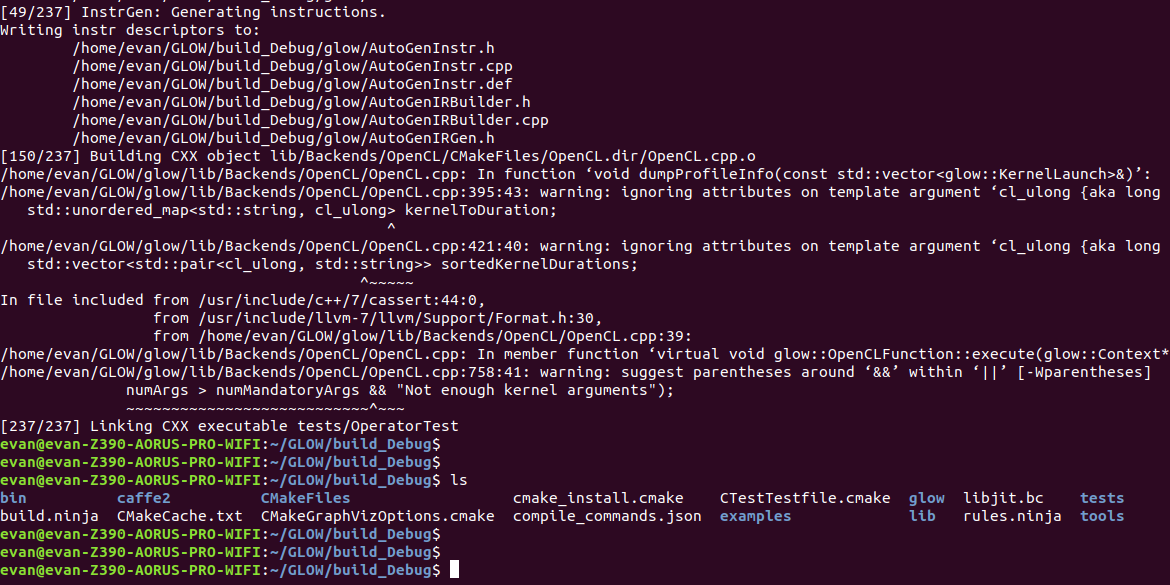 [49/237] InstrGen: Generating instructions.
Writing instr descriptors to:
        /home/evan/GLOW/build_Debug/glow/AutoGenInstr.h
        /home/evan/GLOW/build_Debug/glow/AutoGenInstr.cpp
        /home/evan/GLOW/build_Debug/glow/AutoGenInstr.def
        /home/evan/GLOW/build_Debug/glow/AutoGenIRBuilder.h
        /home/evan/GLOW/build_Debug/glow/AutoGenIRBuilder.cpp
        /home/evan/GLOW/build_Debug/glow/AutoGenIRGen.h
[150/237] Building CXX object lib/Backends/OpenCL/CMakeFiles/OpenCL.dir/OpenCL.cpp.o
/home/evan/GLOW/glow/lib/Backends/OpenCL/OpenCL.cpp: In function ‘void dumpProfileInfo(const std::vector<glow::KernelLaunch>&)’:
/home/evan/GLOW/glow/lib/Backends/OpenCL/OpenCL.cpp:395:43: warning: ignoring attributes on template argument ‘cl_ulong {aka long
   std::unordered_map<std::string, cl_ulong> kernelToDuration;
                                           ^
/home/evan/GLOW/glow/lib/Backends/OpenCL/OpenCL.cpp:421:40: warning: ignoring attributes on template argument ‘cl_ulong {aka long
   std::vector<std::pair<cl_ulong, std::string>> sortedKernelDurations;
                                        ^~~~~~
In file included from /usr/include/c++/7/cassert:44:0,
                 from /usr/include/llvm-7/llvm/Support/Format.h:30,
                 from /home/evan/GLOW/glow/lib/Backends/OpenCL/OpenCL.cpp:39:
/home/evan/GLOW/glow/lib/Backends/OpenCL/OpenCL.cpp: In member function ‘virtual void glow::OpenCLFunction::execute(glow::Context*
/home/evan/GLOW/glow/lib/Backends/OpenCL/OpenCL.cpp:758:41: warning: suggest parentheses around ‘&&’ within ‘||’ [-Wparentheses]
              numArgs > numMandatoryArgs && "Not enough kernel arguments");
              ~~~~~~~~~~~~~~~~~~~~~~~~~~~^~~~
[237/237] Linking CXX executable tests/OperatorTest
evan@evan-Z390-AORUS-PRO-WIFI:~/GLOW/build_Debug$
evan@evan-Z390-AORUS-PRO-WIFI:~/GLOW/build_Debug$
evan@evan-Z390-AORUS-PRO-WIFI:~/GLOW/build_Debug$ ls
bin          caffe2          CMakeFiles                  cmake_install.cmake    CTestTestfile.cmake  glow  libjit.bc    tests
build.ninja  CMakeCache.txt  CMakeGraphVizOptions.cmake  compile_commands.json  examples             lib   rules.ninja  tools
evan@evan-Z390-AORUS-PRO-WIFI:~/GLOW/build_Debug$
evan@evan-Z390-AORUS-PRO-WIFI:~/GLOW/build_Debug$
evan@evan-Z390-AORUS-PRO-WIFI:~/GLOW/build_Debug$